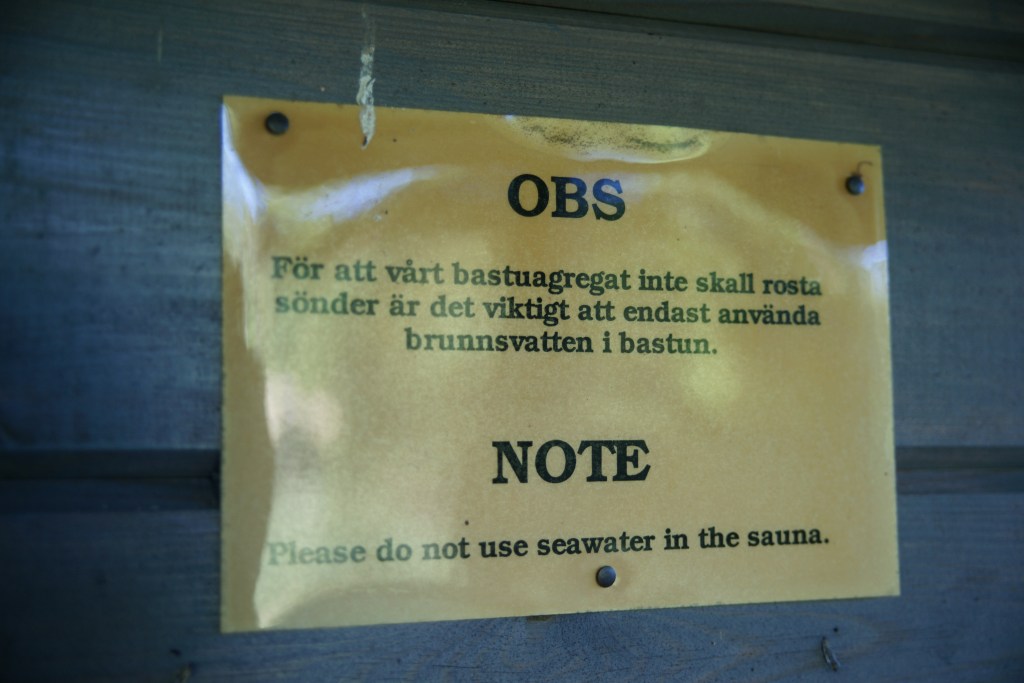 OBS
För att vårt bastuagregat inte skall rosta
sönder är det viktigt att endast använda
brunnsvatten i bastun.
NOTE
Please do not use seawater in the sauna.